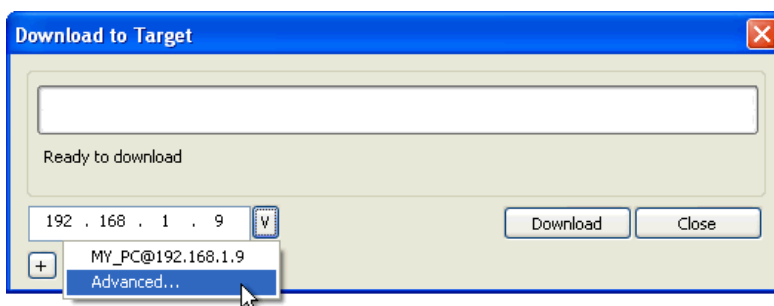 Download to Target
Ready to download
192 . 168 . 1 . 9 V Download Close
MY_PC@192.168.1.9
+
Advanced...